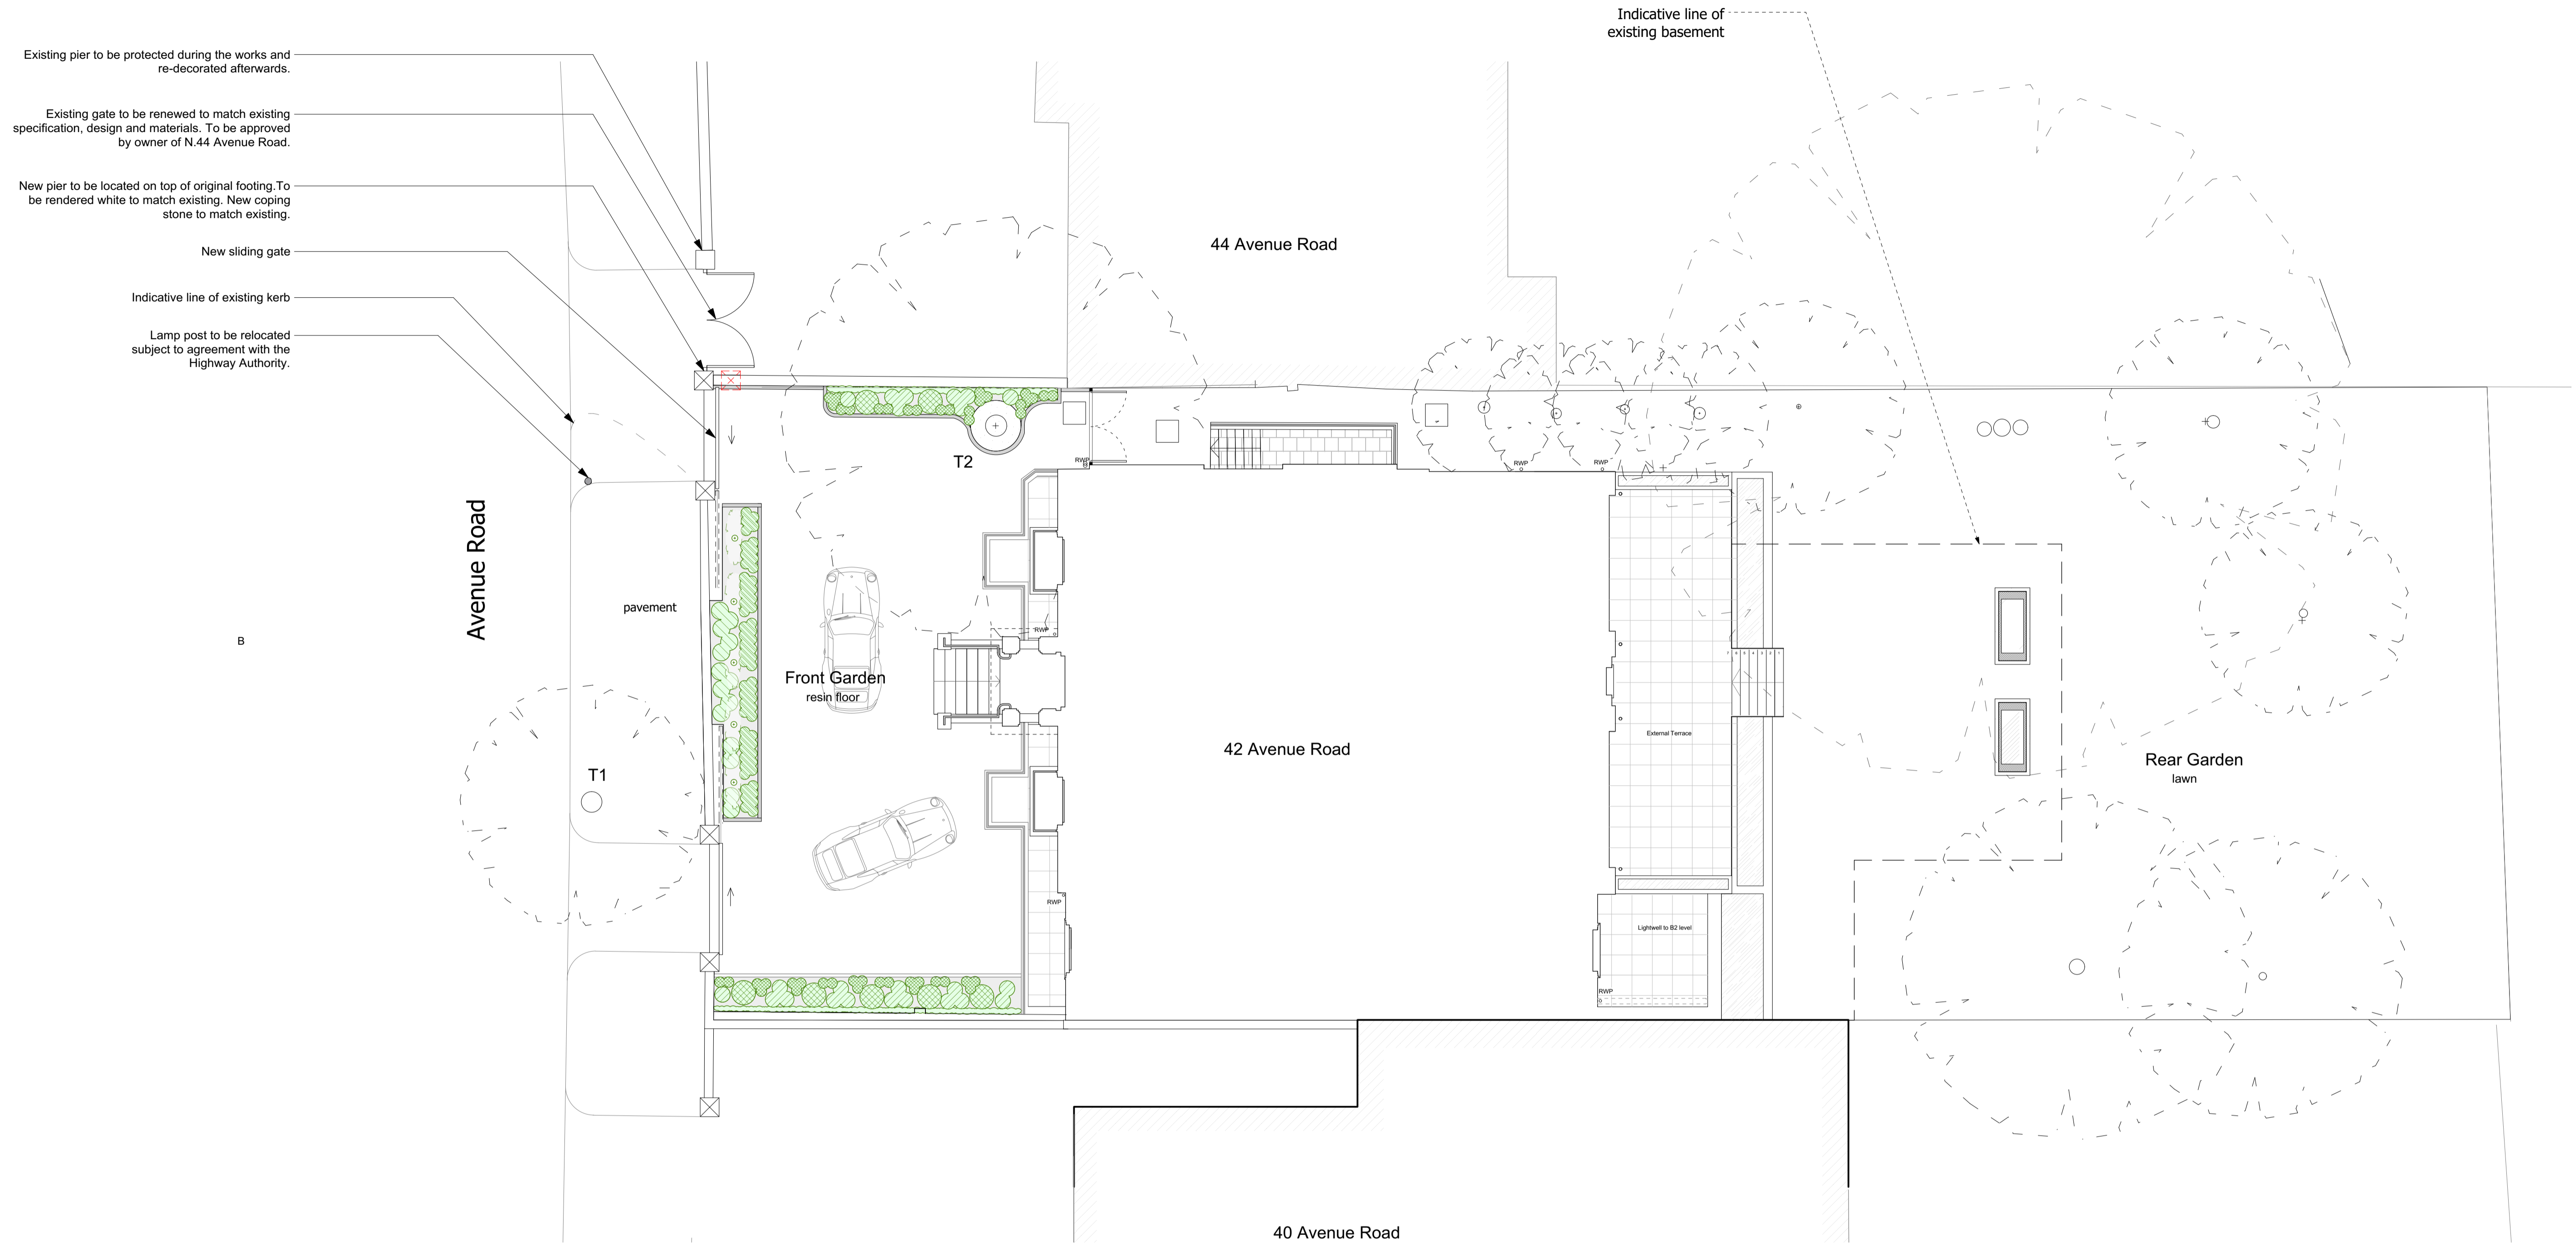 Indicative line of
existing basement
Existing pier to be protected during the works and
re-decorated afterwards.
Existing gate to be renewed to match existing
specification, design and materials. To be approved
by owner of N.44 Avenue Road.
New pier to be located on top of original footing.To
be rendered white to match existing. New coping
stone to match existing.
New sliding gate
Indicative line of existing kerb
Lamp post to be relocated
subject to agreement with the
Highway Authority.
44 Avenue Road
T2
RWP
RWP
RWP
Avenue Road
pavement
B
RWP
Front Garden
resin floor
External Terrace
42 Avenue Road
Rear Garden
lawn
T1
RWP
Lightwell to B2 level
RWP
40 Avenue Road